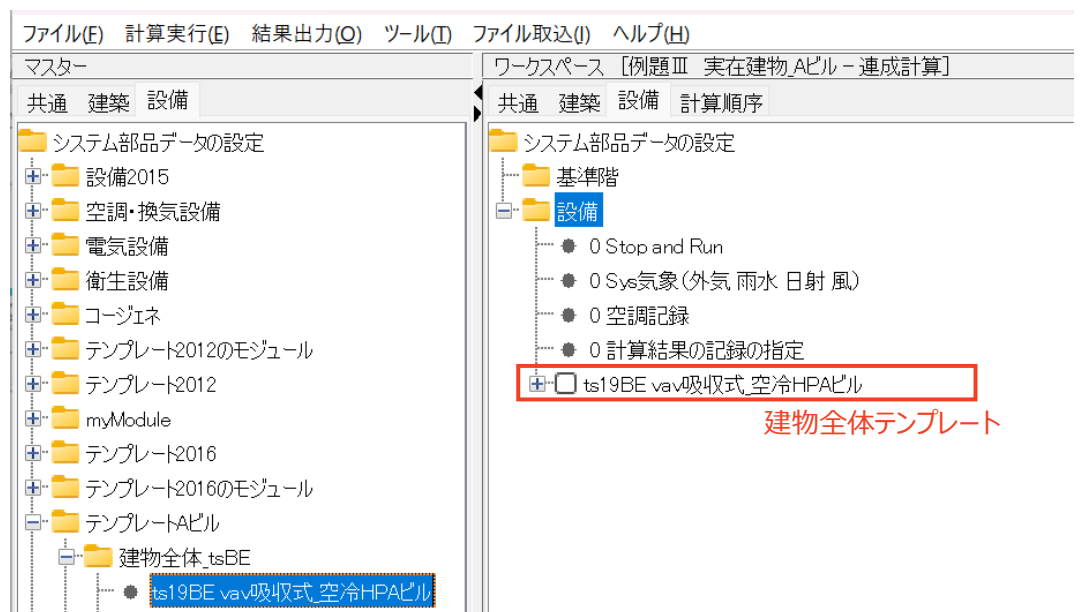 ファイル(F) 計算実行(E) 結果出力(O) ツール(T) ファイル取込(I) ヘルプ(H)
マスター
共通 建築 設備
システム部品データの設定
設備2015
空調・換気設備
電気設備
衛生設備
コージェネ
テンプレート2012のモジュール
テンプレート2012
myModule
テンプレート2016
テンプレート2016のモジュール
テンプレートAビル
建物全体_tsBE
ts19BE vav吸収式_空冷HPAビル
ワークスペース [例題Ⅲ 実在建物_Aビル - 連成計算]
共通 建築 設備 計算順序
システム部品データの設定
基準階
設備
0 Stop and Run
0 Sys気象(外気 雨水 日射 風)
0 空調記録
0 計算結果の記録の指定
ts19BE vav吸収式_空冷HPAビル
建物全体テンプレート